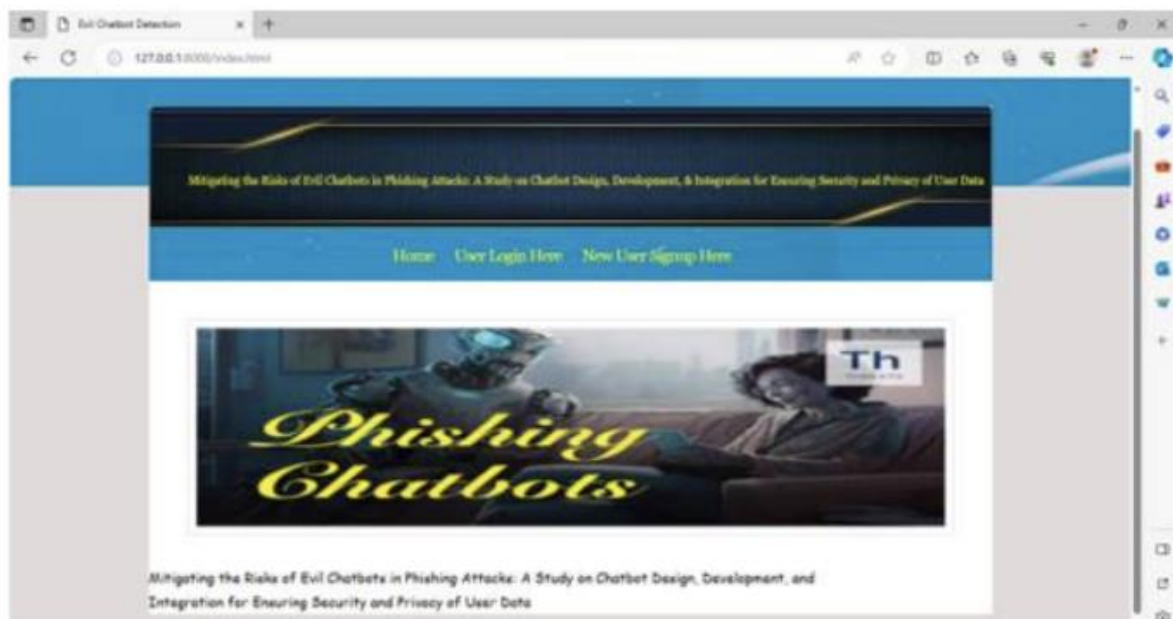 Evil Chatbot Detection
127.0.0.1:8000/index.html
Mitigating the Risks of Evil Chatbots in Phishing Attacks: A Study on Chatbot Design, Development, & Integration for Ensuring Security and Privacy of User Data
Home User Login Here New User Signup Here
Th
Phishing
Chatbots
Mitigating the Risks of Evil Chatbots in Phishing Attacks: A Study on Chatbot Design, Development, and
Integration for Ensuring Security and Privacy of User Data